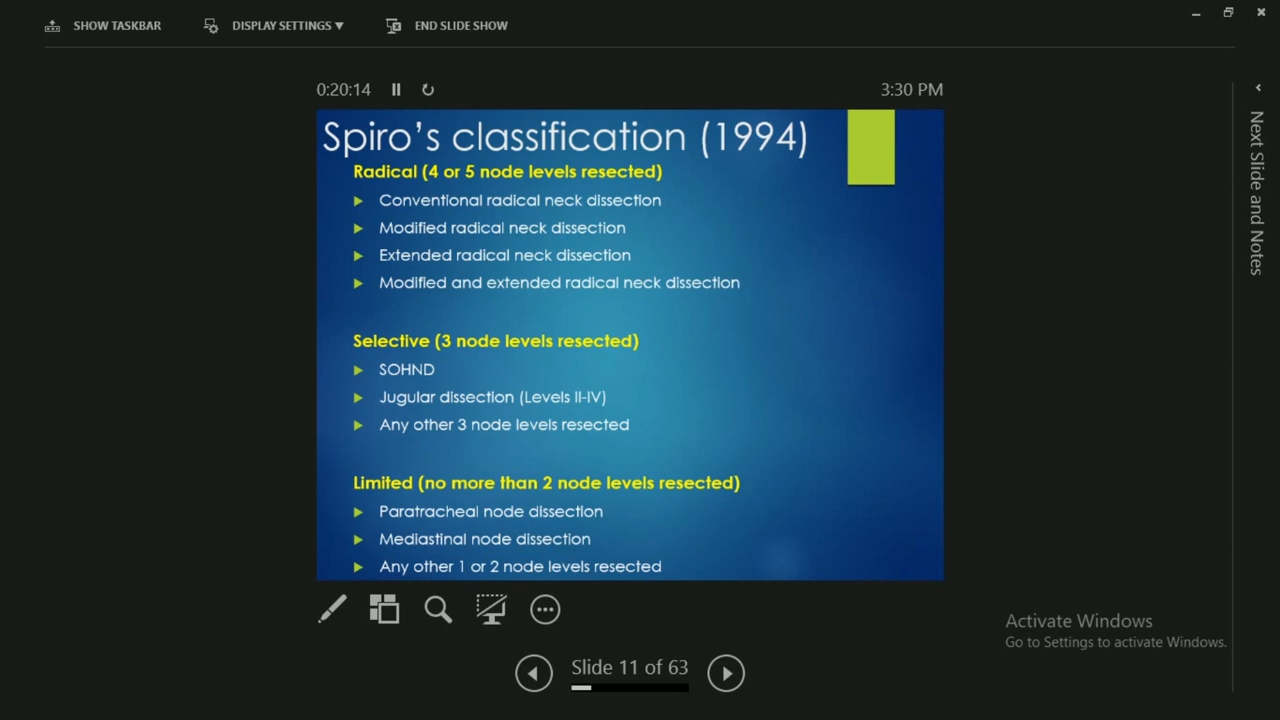 SHOW TASKBAR
DISPLAY SETTINGS ▼
END SLIDE SHOW
0:20:14
3:30 PM
Spiro's classification (1994)
Radical (4 or 5 node levels resected)
Conventional radical neck dissection
Modified radical neck dissection
Extended radical neck dissection
Modified and extended radical neck dissection
Selective (3 node levels resected)
SOHND
Jugular dissection (Levels II-IV)
Any other 3 node levels resected
Limited (no more than 2 node levels resected)
Paratracheal node dissection
Mediastinal node dissection
Any other 1 or 2 node levels resected
Next Slide and Notes
Activate Windows
Go to Settings to activate Windows.
Slide 11 of 63